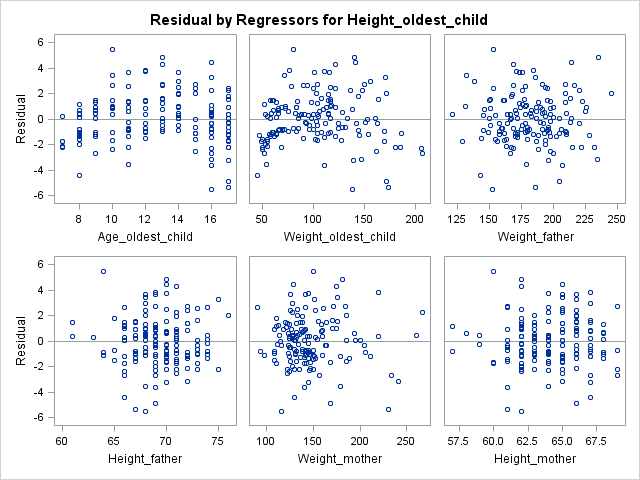 Residual by Regressors for Height_oldest_child
Residual
6
4
2
0
-2
-4
-6
8 10 12 14 16
Age_oldest_child
50 100 150 200
Weight_oldest_child
125 150 175 200 225 250
Weight_father
Residual
6
4
2
0
-2
-4
-6
60 65 70 75
Height_father
100 150 200 250
Weight_mother
57.5 60.0 62.5 65.0 67.5
Height_mother